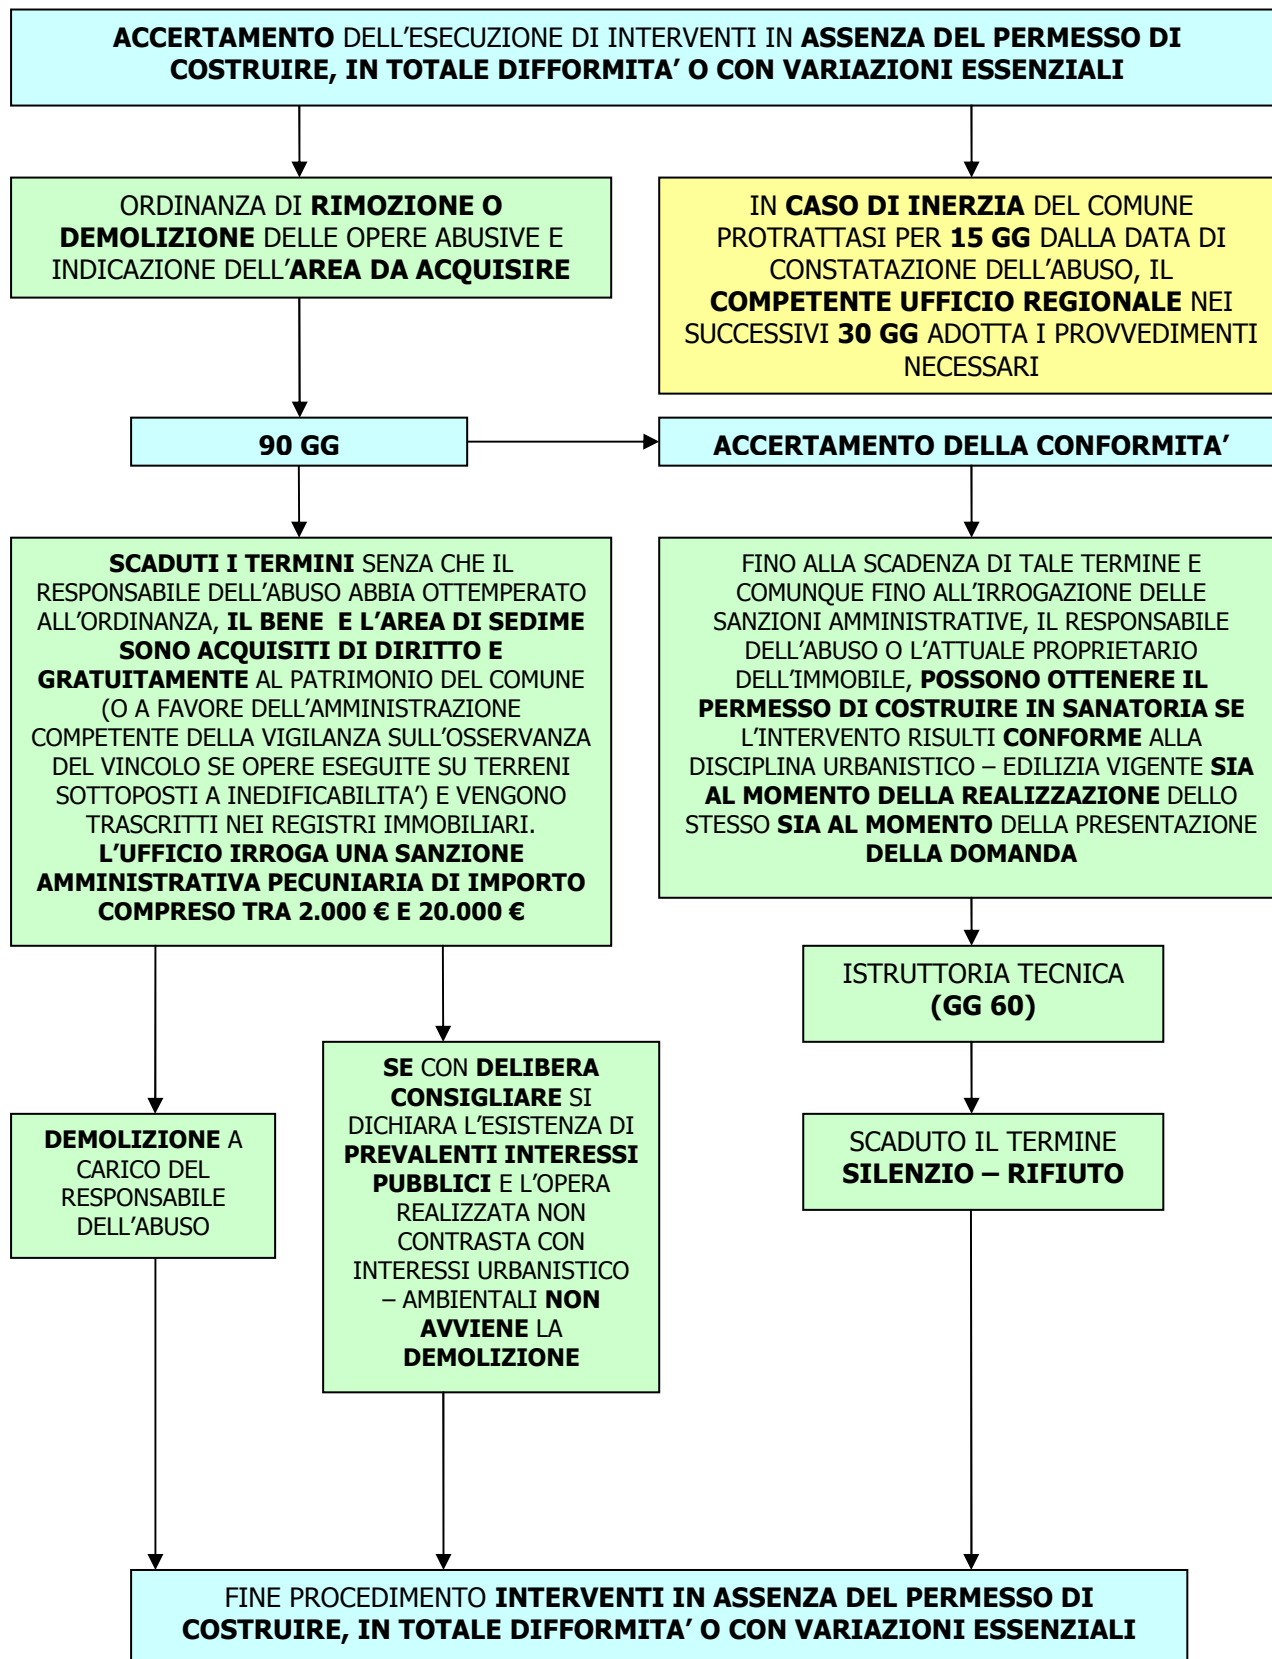 ACCERTAMENTO DELL’ESECUZIONE DI INTERVENTI IN ASSENZA DEL PERMESSO DI
COSTRUIRE, IN TOTALE DIFFORMITA’ O CON VARIAZIONI ESSENZIALI
ORDINANZA DI RIMOZIONE O
DEMOLIZIONE DELLE OPERE ABUSIVE E
INDICAZIONE DELL’AREA DA ACQUISIRE
IN CASO DI INERZIA DEL COMUNE
PROTRATTASI PER 15 GG DALLA DATA DI
CONSTATAZIONE DELL’ABUSO, IL
COMPETENTE UFFICIO REGIONALE NEI
SUCCESSIVI 30 GG ADOTTA I PROVVEDIMENTI
NECESSARI
90 GG
ACCERTAMENTO DELLA CONFORMITA’
SCADUTI I TERMINI SENZA CHE IL
RESPONSABILE DELL’ABUSO ABBIA OTTEMPERATO
ALL’ORDINANZA, IL BENE E L’AREA DI SEDIME
SONO ACQUISITI DI DIRITTO E
GRATUITAMENTE AL PATRIMONIO DEL COMUNE
(O A FAVORE DELL’AMMINISTRAZIONE
COMPETENTE DELLA VIGILANZA SULL’OSSERVANZA
DEL VINCOLO SE OPERE ESEGUITE SU TERRENI
SOTTOPOSTI A INEDIFICABILITA’) E VENGONO
TRASCRITTI NEI REGISTRI IMMOBILIARI.
L’UFFICIO IRROGA UNA SANZIONE
AMMINISTRATIVA PECUNIARIA DI IMPORTO
COMPRESO TRA 2.000 € E 20.000 €
FINO ALLA SCADENZA DI TALE TERMINE E
COMUNQUE FINO ALL’IRROGAZIONE DELLE
SANZIONI AMMINISTRATIVE, IL RESPONSABILE
DELL’ABUSO O L’ATTUALE PROPRIETARIO
DELL’IMMOBILE, POSSONO OTTENERE IL
PERMESSO DI COSTRUIRE IN SANATORIA SE
L’INTERVENTO RISULTI CONFORME ALLA
DISCIPLINA URBANISTICO – EDILIZIA VIGENTE SIA
AL MOMENTO DELLA REALIZZAZIONE DELLO
STESSO SIA AL MOMENTO DELLA PRESENTAZIONE
DELLA DOMANDA
ISTRUTTORIA TECNICA
(GG 60)
SE CON DELIBERA
CONSIGLIARE SI
DICHIARA L’ESISTENZA DI
PREVALENTI INTERESSI
PUBBLICI E L’OPERA
REALIZZATA NON
CONTRASTA CON
INTERESSI URBANISTICO
– AMBIENTALI NON
AVVIENE LA
DEMOLIZIONE
DEMOLIZIONE A
CARICO DEL
RESPONSABILE
DELL’ABUSO
SCADUTO IL TERMINE
SILENZIO – RIFIUTO
FINE PROCEDIMENTO INTERVENTI IN ASSENZA DEL PERMESSO DI
COSTRUIRE, IN TOTALE DIFFORMITA’ O CON VARIAZIONI ESSENZIALI